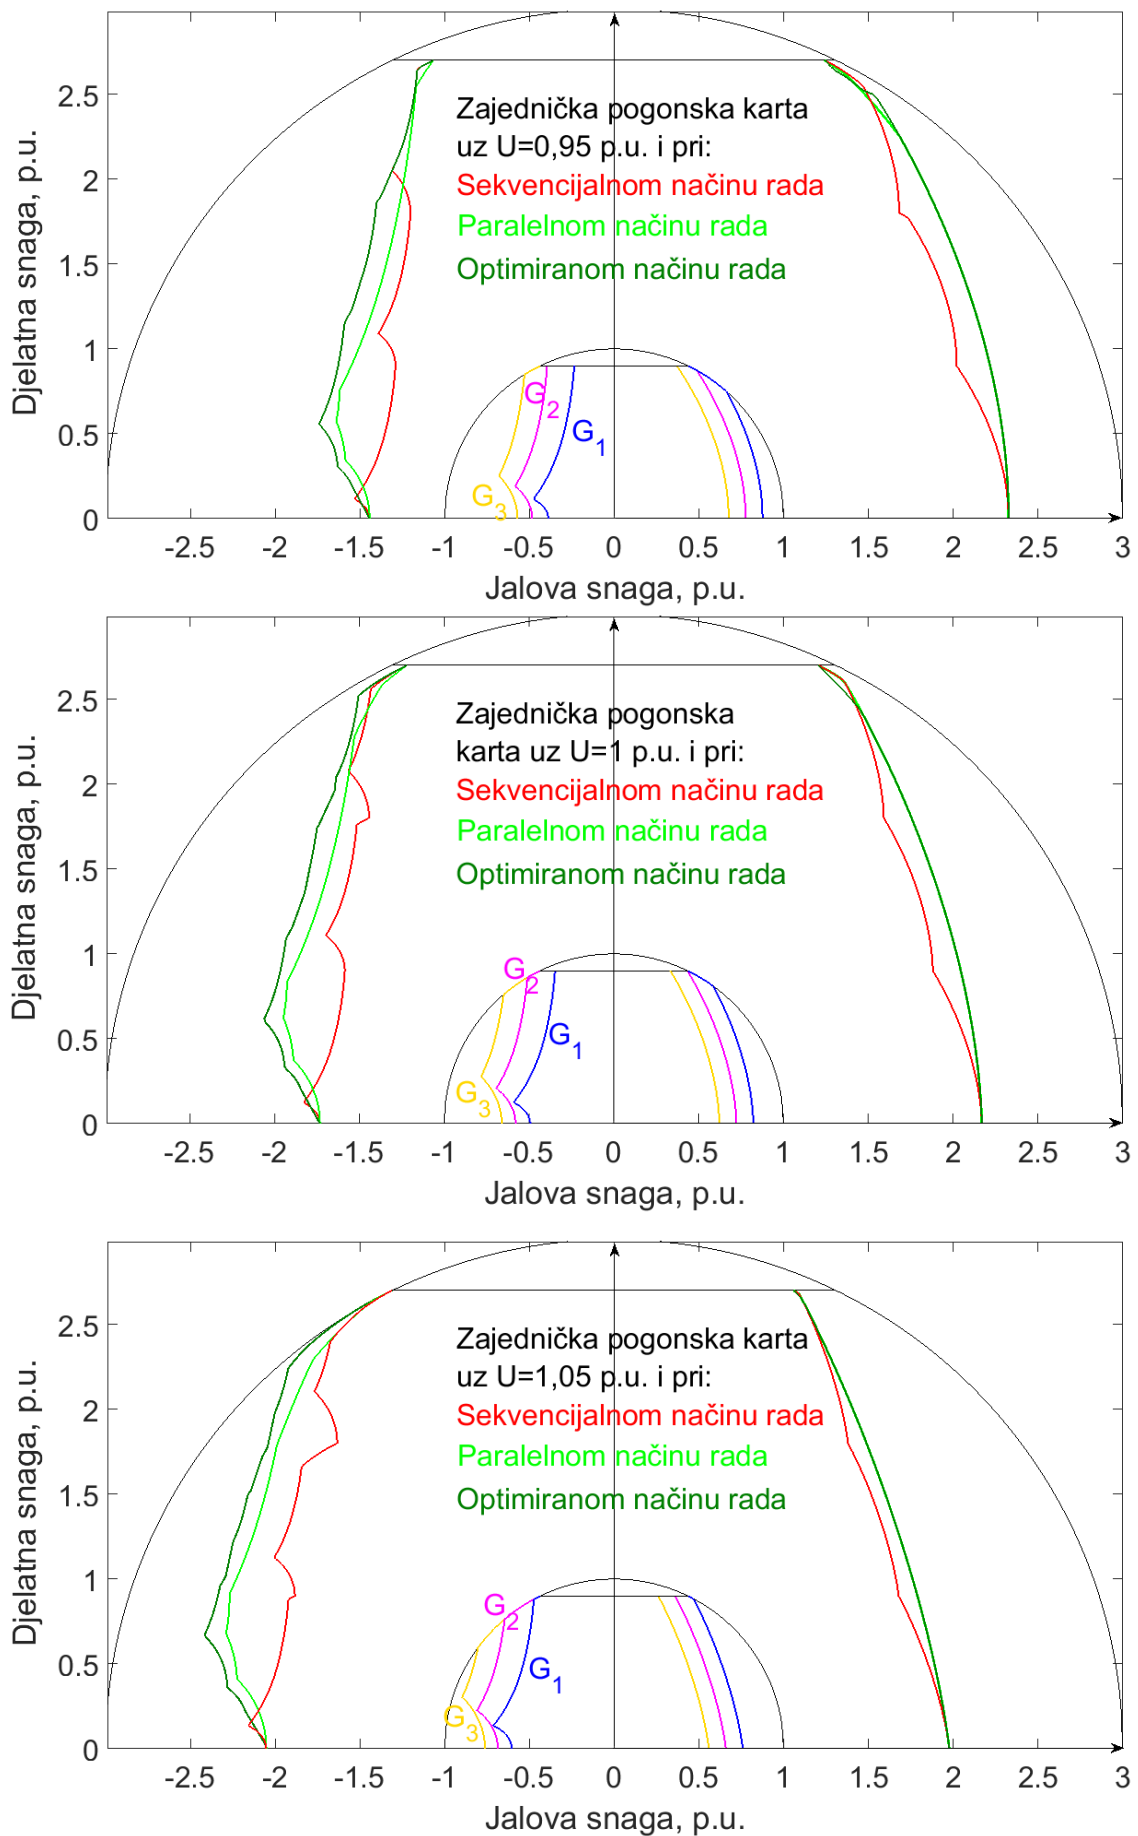 Zajednička pogonska karta
uz U=0,95 p.u. i pri:
Sekvencijalnom načinu rada
Paralelnom načinu rada
Optimiranom načinu rada
Djelatna snaga, p.u.
2.5
2
1.5
1
0.5
0
G2
G1
G3
-2.5 -2 -1.5 -1 -0.5 0 0.5 1 1.5 2 2.5 3
Jalova snaga, p.u.
Zajednička pogonska
karta uz U=1 p.u. i pri:
Sekvencijalnom načinu rada
Paralelnom načinu rada
Optimiranom načinu rada
Djelatna snaga, p.u.
2.5
2
1.5
1
0.5
0
G2
G1
G3
-2.5 -2 -1.5 -1 -0.5 0 0.5 1 1.5 2 2.5 3
Jalova snaga, p.u.
Zajednička pogonska karta
uz U=1,05 p.u. i pri:
Sekvencijalnom načinu rada
Paralelnom načinu rada
Optimiranom načinu rada
Djelatna snaga, p.u.
2.5
2
1.5
1
0.5
0
G2
G1
G3
-2.5 -2 -1.5 -1 -0.5 0 0.5 1 1.5 2 2.5 3
Jalova snaga, p.u.